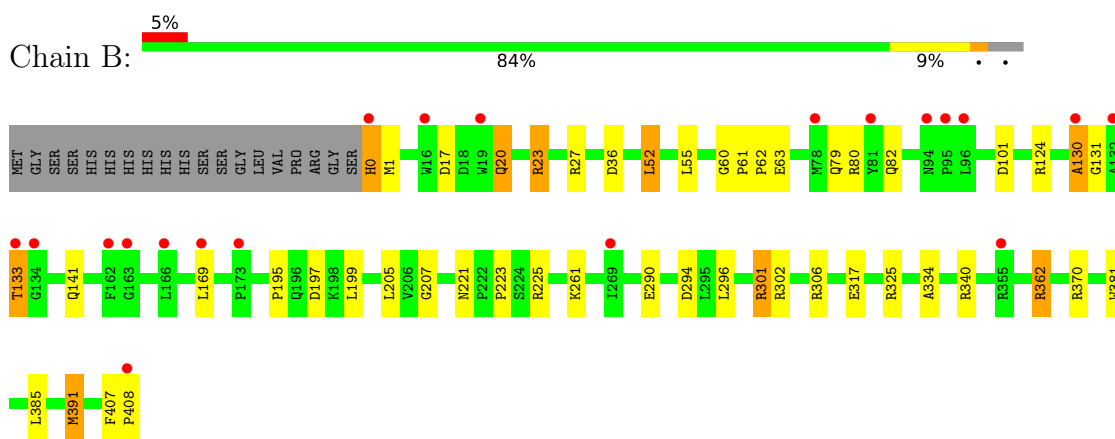 5%
Chain B:
84%
9%
MET GLY SER SER HIS HIS HIS HIS HIS HIS SER SER GLY LEU VAL PRO ARG GLY SER H0 M1 W16 D17 D18 W19 Q20 R23 R27 D36 L52 L55 G60 P61 P62 E63 M78 Q79 R80 Y81 Q82 N94 P95 L96 D101 R124 A130 G131 A132
T133 G134 Q141 F162 G163 L166 L169 P173 P195 Q196 D197 K198 L199 L205 V206 G207 N221 P222 P223 S224 R225 K261 I269 E290 D294 L295 L296 R301 R302 R306 E317 R325 A334 R340 R355 R362 R370 W381
L385 M391 F407 P408